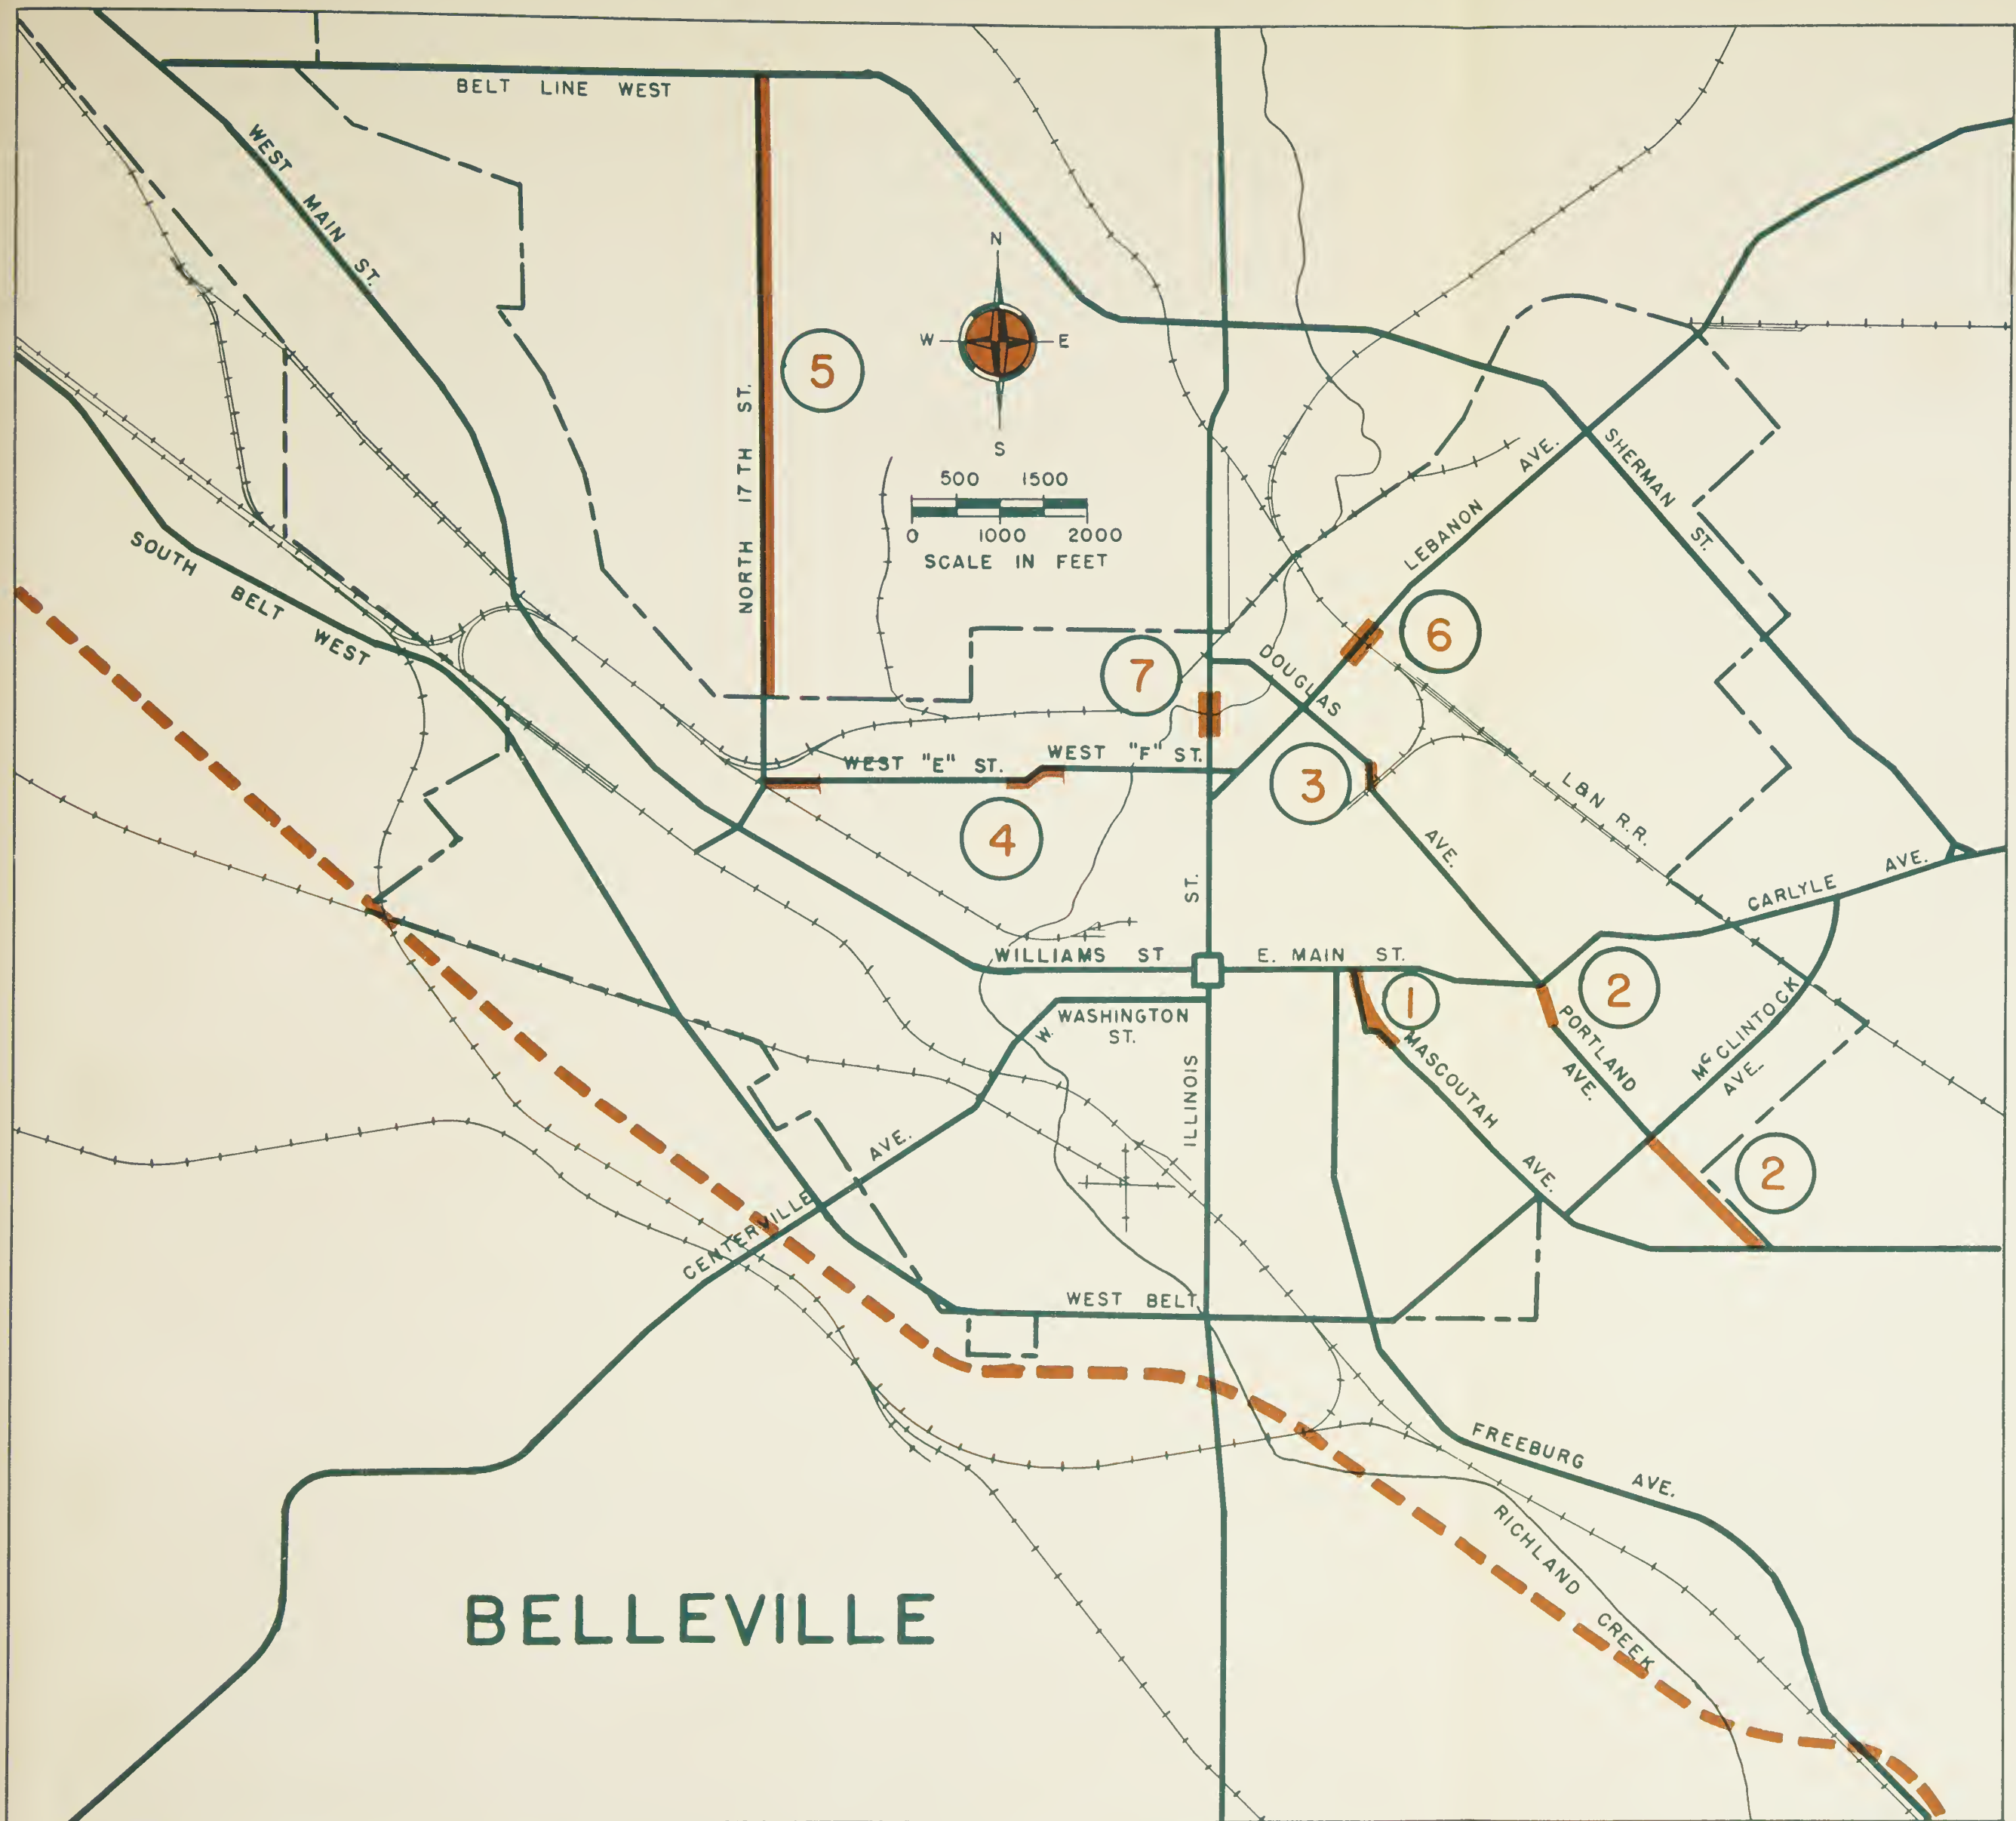 BELT LINE WEST
WEST MAIN ST.
N
W
E
S
5
NORTH 17TH ST.
500 1500
0 1000 2000
SCALE IN FEET
SOUTH BELT WEST
LEBANON AVE.
SHERMAN ST.
6
7
DOUGLAS AVE.
3
WEST "E" ST.
WEST "F" ST.
4
L&N R.R.
CARLYLE AVE.
ILLINOIS ST.
WILLIAMS ST
E. MAIN ST.
1
2
W. WASHINGTON
ST.
MASCOUTAH AVE.
PORTLAND
AVE.
McCLINTOCK
AVE.
2
CENTERVILLE AVE.
WEST BELT
FREEBURG AVE.
RICHLAND CREEK
BELLEVILLE